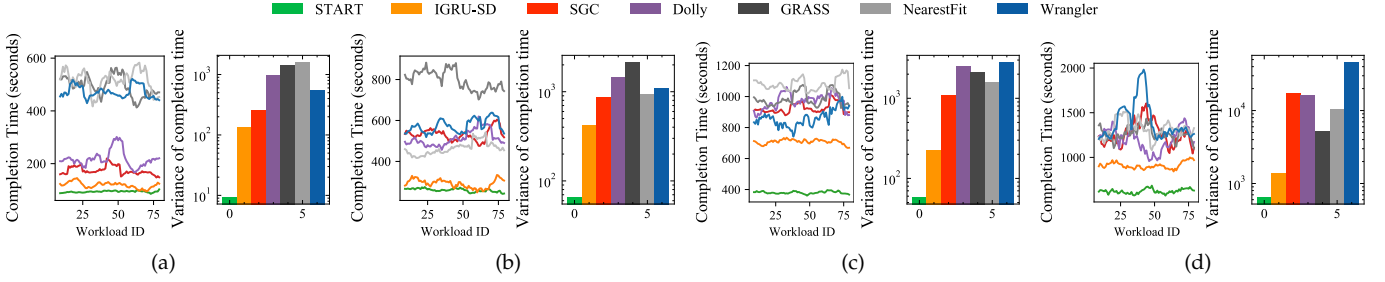 START IGRU-SD SGC Dolly GRASS NearestFit Wrangler
Completion Time (seconds)
600
400
200
25 50 75
Workload ID
Variance of completion time
10³
10²
10¹
0 5
(a)
Completion Time (seconds)
800
600
400
25 50 75
Workload ID
Variance of completion time
10³
10²
0 5
(b)
Completion Time (seconds)
1200
1000
800
600
400
25 50 75
Workload ID
Variance of completion time
10³
10²
0 5
(c)
Completion Time (seconds)
2000
1500
1000
25 50 75
Workload ID
Variance of completion time
10⁴
10³
0 5
(d)